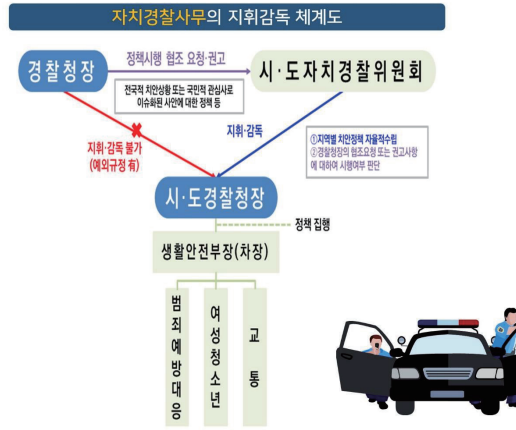 자치경찰사무의 지휘감독 체계도
정책시행 협조 요청·권고
경찰청장
시·도자치경찰위원회
전국적 치안상황 또는 국민적 관심사로
이슈화된 사안에 대한 정책 등
지휘·감독
지휘·감독 불가
(예외규정 有)
①지역별 치안정책 자율적수립
②경찰청장의 협조요청 또는 권고사항
에 대하여 시행여부 판단
시·도경찰청장
정책 집행
생활안전부장(차장)
범죄예방대응
여성청소년
교통